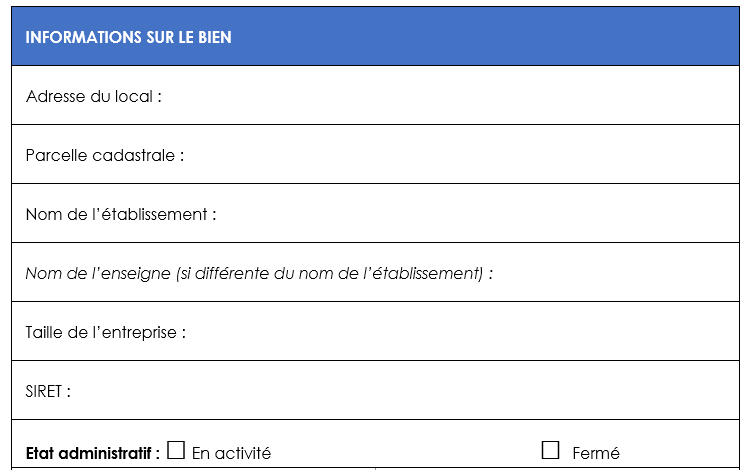 INFORMATIONS SUR LE BIEN
Adresse du local :
Parcelle cadastrale :
Nom de l’établissement :
Nom de l’enseigne (si différente du nom de l’établissement) :
Taille de l’entreprise :
SIRET :
Etat administratif : ☐ En activité ☐ Fermé